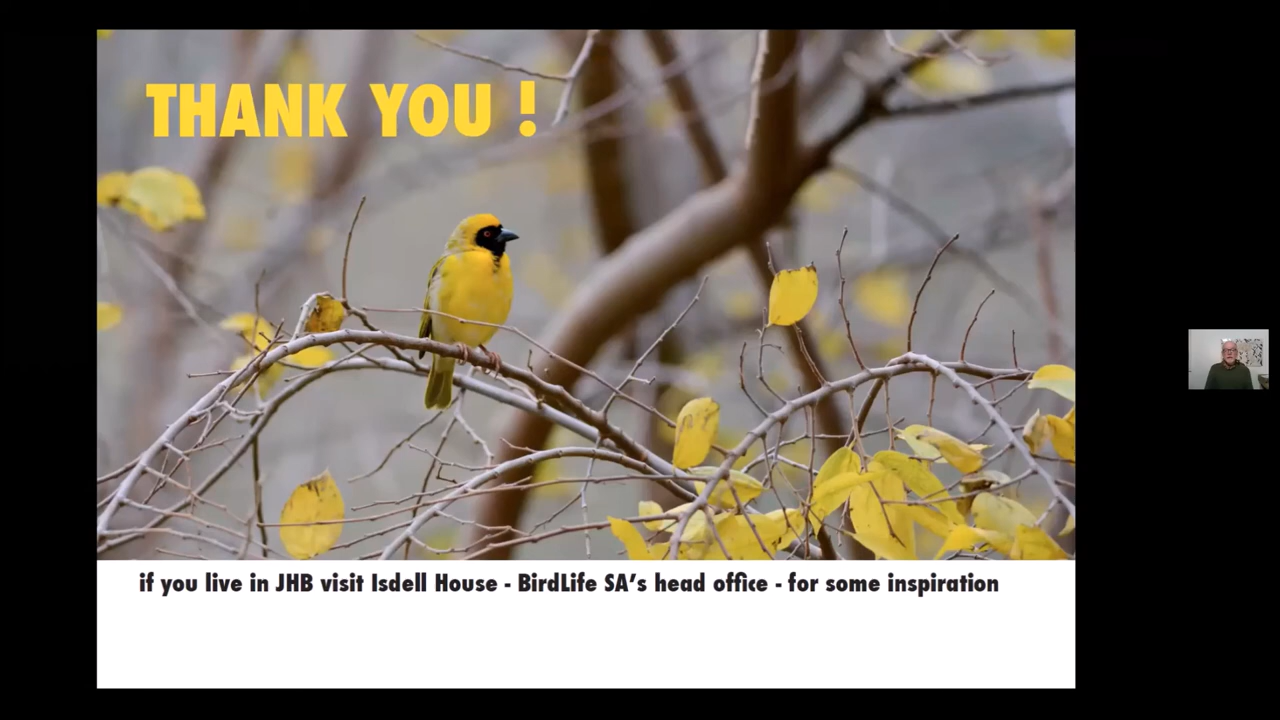 THANK YOU !
if you live in JHB visit Isdell House - BirdLife SA's head office - for some inspiration